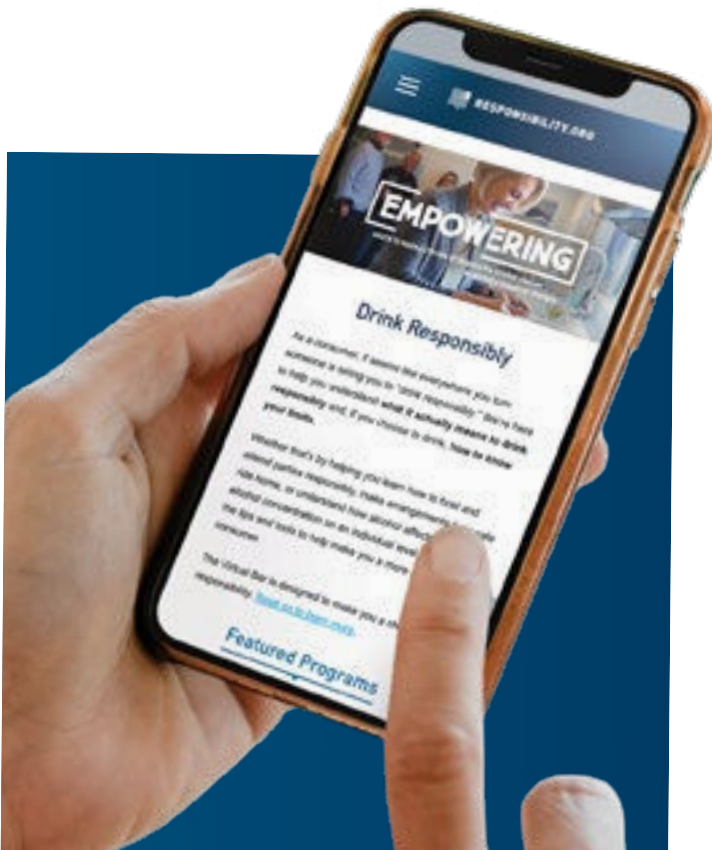 RESPONSIBILITY.ORG
EMPOWERING
Drink Responsibly
As a consumer, it seems like everywhere you turn
someone is telling you to "drink responsibly." We're here
to help you understand what it actually means to drink
responsibly and, if you choose to drink, how to know
your limits.
Whether that's by helping you learn how to host and
attend parties responsibly, make arrangements
ride home, or understand how alcohol
alcohol concentration on an individual
the tips and tools to help make you a more
consumer.
The Virtual Bar is designed to make you a
responsibility. Read on to learn more.
Featured Programs